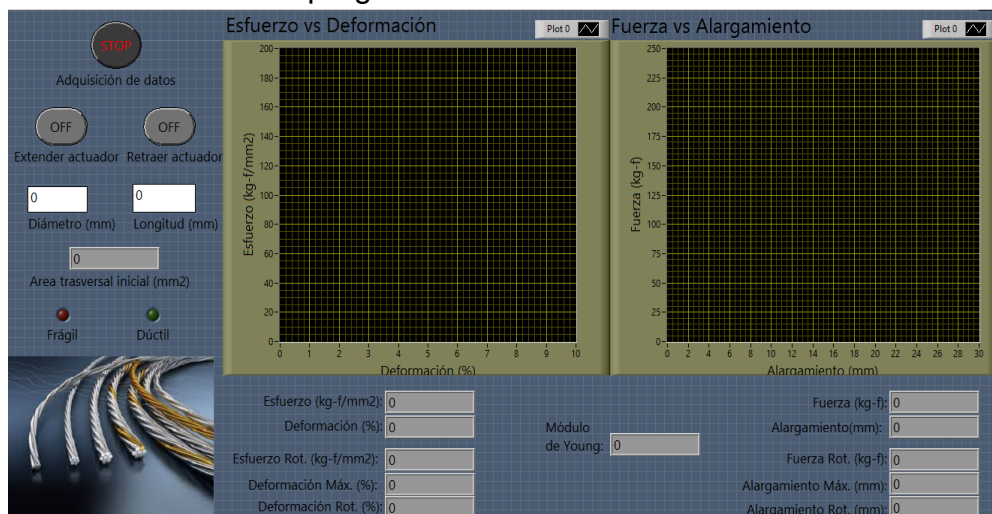 Esfuerzo vs Deformación
Plot 0
Fuerza vs Alargamiento
Plot 0
STOP
Adquisición de datos
OFF
OFF
Extender actuador
Retraer actuador
0
0
Diámetro (mm)
Longitud (mm)
0
Area trasversal inicial (mm2)
Frágil
Dúctil
Esfuerzo (kg-f/mm2)
200
180
160
140
120
100
80
60
40
20
0
0 1 2 3 4 5 6 7 8 9 10
Deformación (%)
Fuerza (kg-f)
250
225
200
175
150
125
100
75
50
25
0
0 2 4 6 8 10 12 14 16 18 20 22 24 26 28 30
Alargamiento (mm)
Esfuerzo (kg-f/mm2): 0
Deformación (%): 0
Esfuerzo Rot. (kg-f/mm2): 0
Deformación Máx. (%): 0
Deformación Rot. (%): 0
Módulo
de Young: 0
Fuerza (kg-f): 0
Alargamiento(mm): 0
Fuerza Rot. (kg-f): 0
Alargamiento Máx. (mm): 0
Alargamiento Rot. (mm): 0